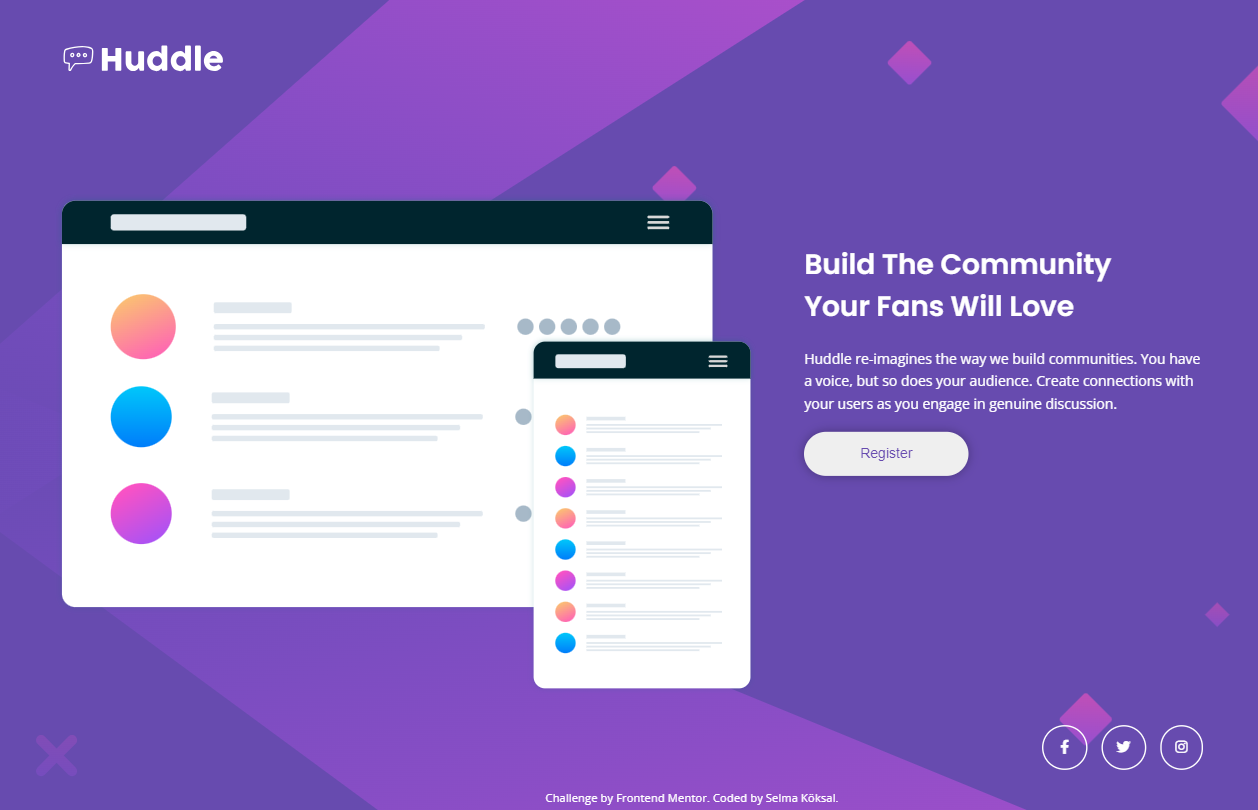 Huddle
Build The Community
Your Fans Will Love
Huddle re-imagines the way we build communities. You have
a voice, but so does your audience. Create connections with
your users as you engage in genuine discussion.
Register
Challenge by Frontend Mentor. Coded by Selma Köksal.